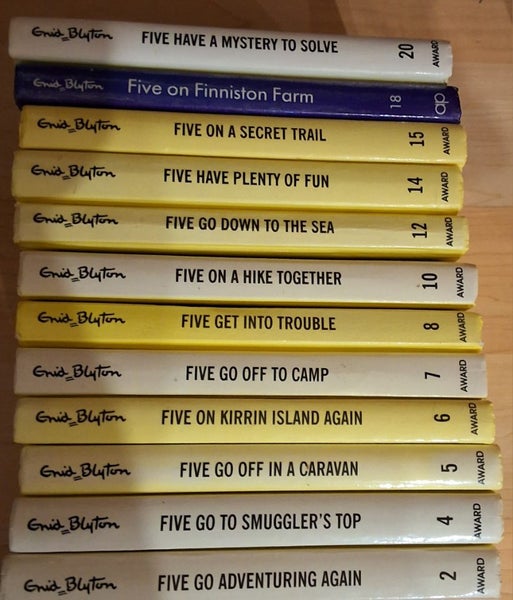 Enid Blyton FIVE HAVE A MYSTERY TO SOLVE 20 AWARD
Enid Blyton Five on Finniston Farm 18 ap
Enid Blyton FIVE ON A SECRET TRAIL 15 AWARD
Enid Blyton FIVE HAVE PLENTY OF FUN 14 AWARD
Enid Blyton FIVE GO DOWN TO THE SEA 12 AWARD
Enid Blyton FIVE ON A HIKE TOGETHER 10 AWARD
Enid Blyton FIVE GET INTO TROUBLE 8 AWARD
Enid Blyton FIVE GO OFF TO CAMP 7 AWARD
Enid Blyton FIVE ON KIRRIN ISLAND AGAIN 6 AWARD
Enid Blyton FIVE GO OFF IN A CARAVAN 5 AWARD
Enid Blyton FIVE GO TO SMUGGLER'S TOP 4 AWARD
Enid Blyton FIVE GO ADVENTURING AGAIN 2 AWARD